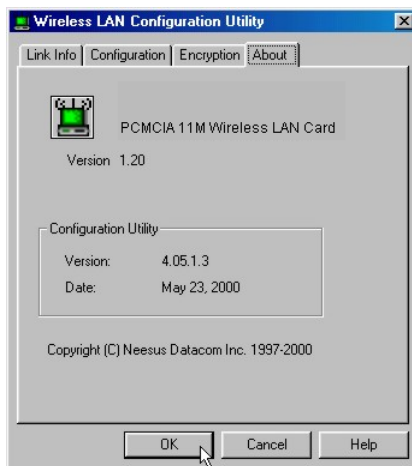 Wireless LAN Configuration Utility
Link Info Configuration Encryption About
PCMCIA 11M Wireless LAN Card
Version 1.20
Configuration Utility
Version: 4.05.1.3
Date: May 23, 2000
Copyright (C) Neesus Datacom Inc. 1997-2000
OK Cancel Help